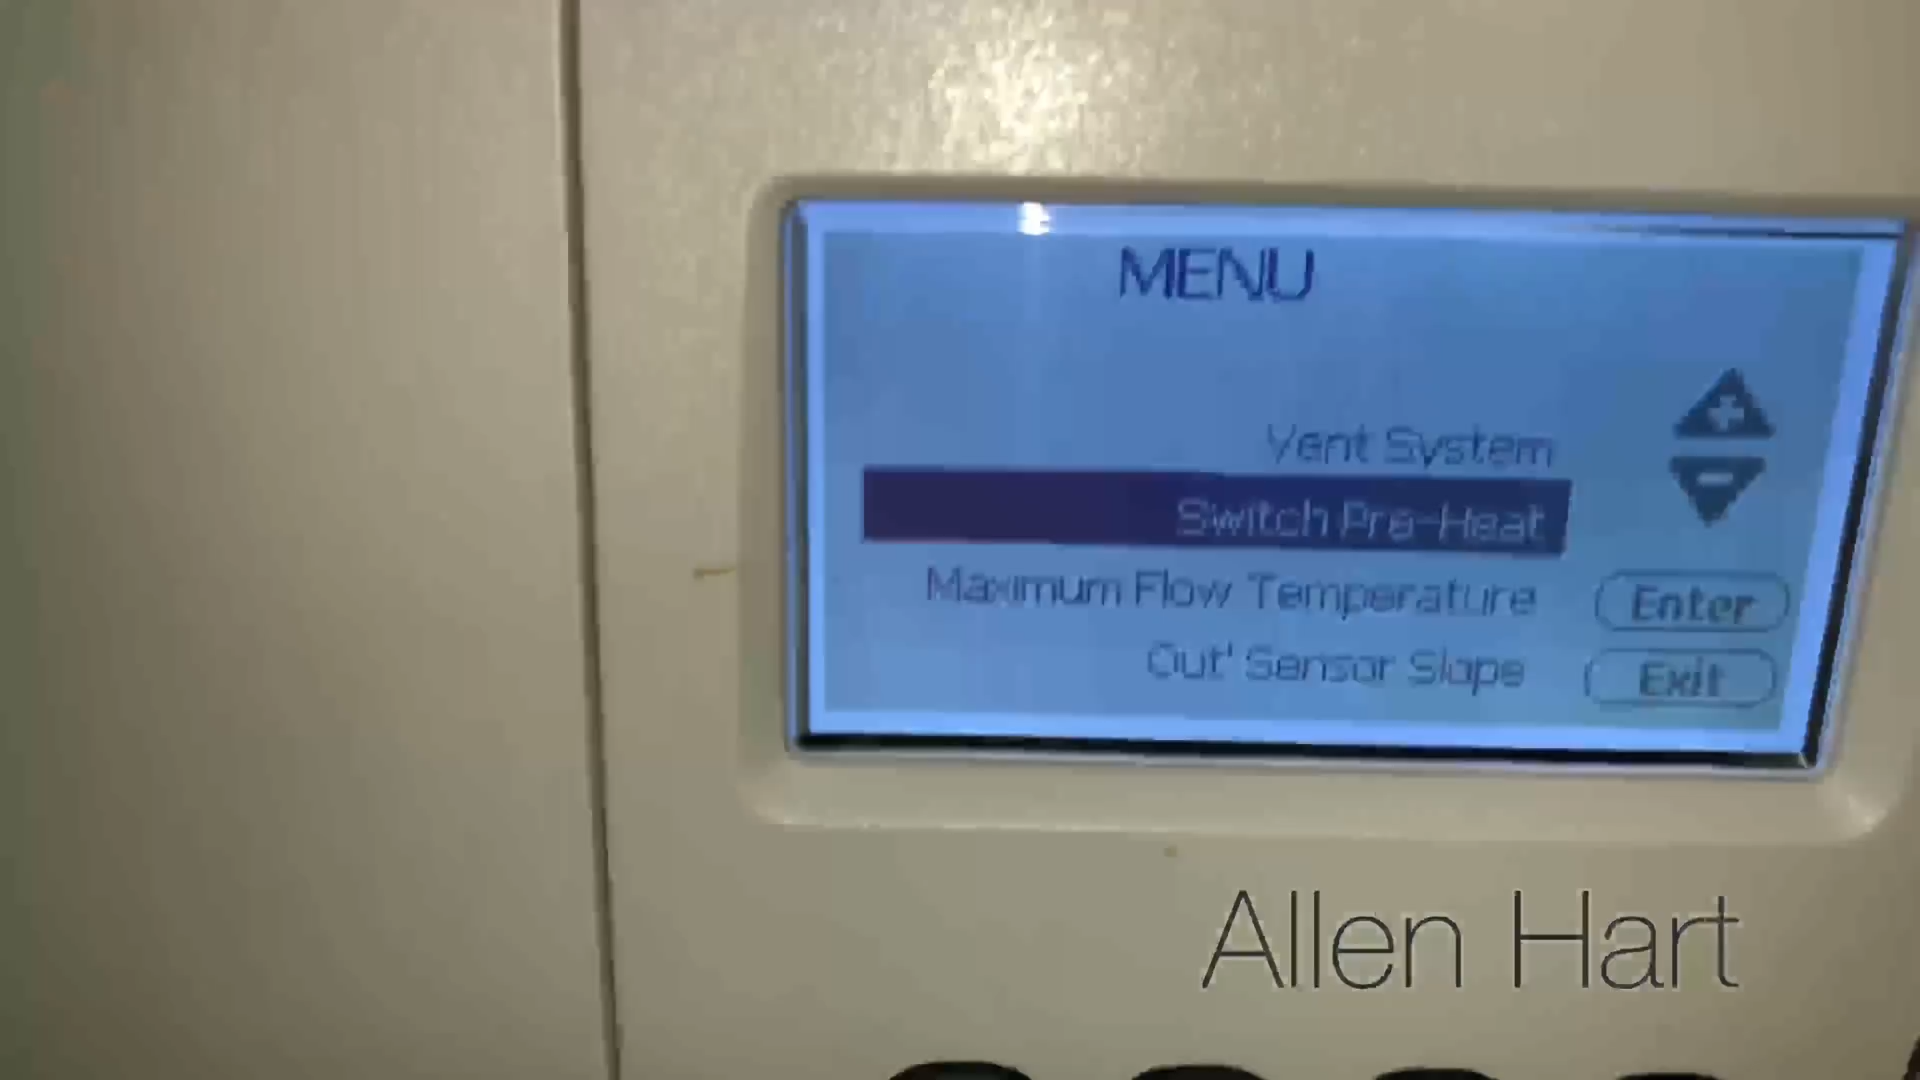 MENU
Vent System
Switch Pre-Heat
Maximum Flow Temperature
Out' Sensor Slope
+
-
Enter
Exit
Allen Hart